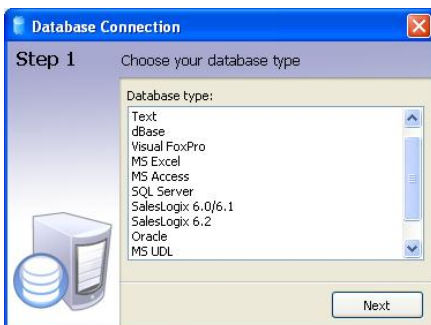 Database Connection
Step 1
Choose your database type
Database type:
Text
dBase
Visual FoxPro
MS Excel
MS Access
SQL Server
SalesLogix 6.0/6.1
SalesLogix 6.2
Oracle
MS UDL
Next